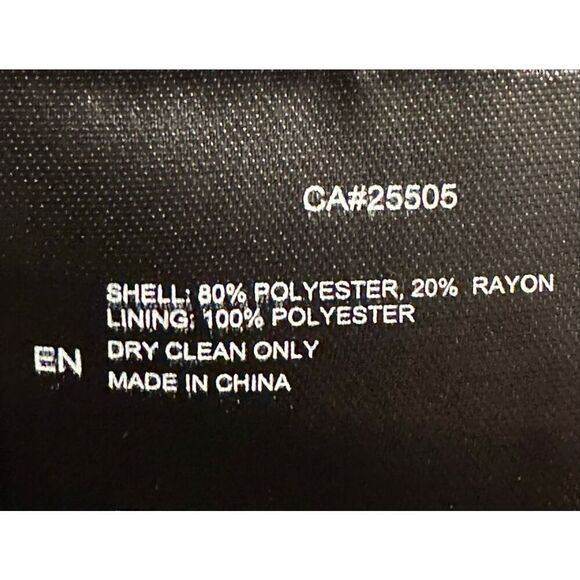 CA#25505
SHELL: 80% POLYESTER, 20% RAYON
LINING: 100% POLYESTER
EN DRY CLEAN ONLY
MADE IN CHINA